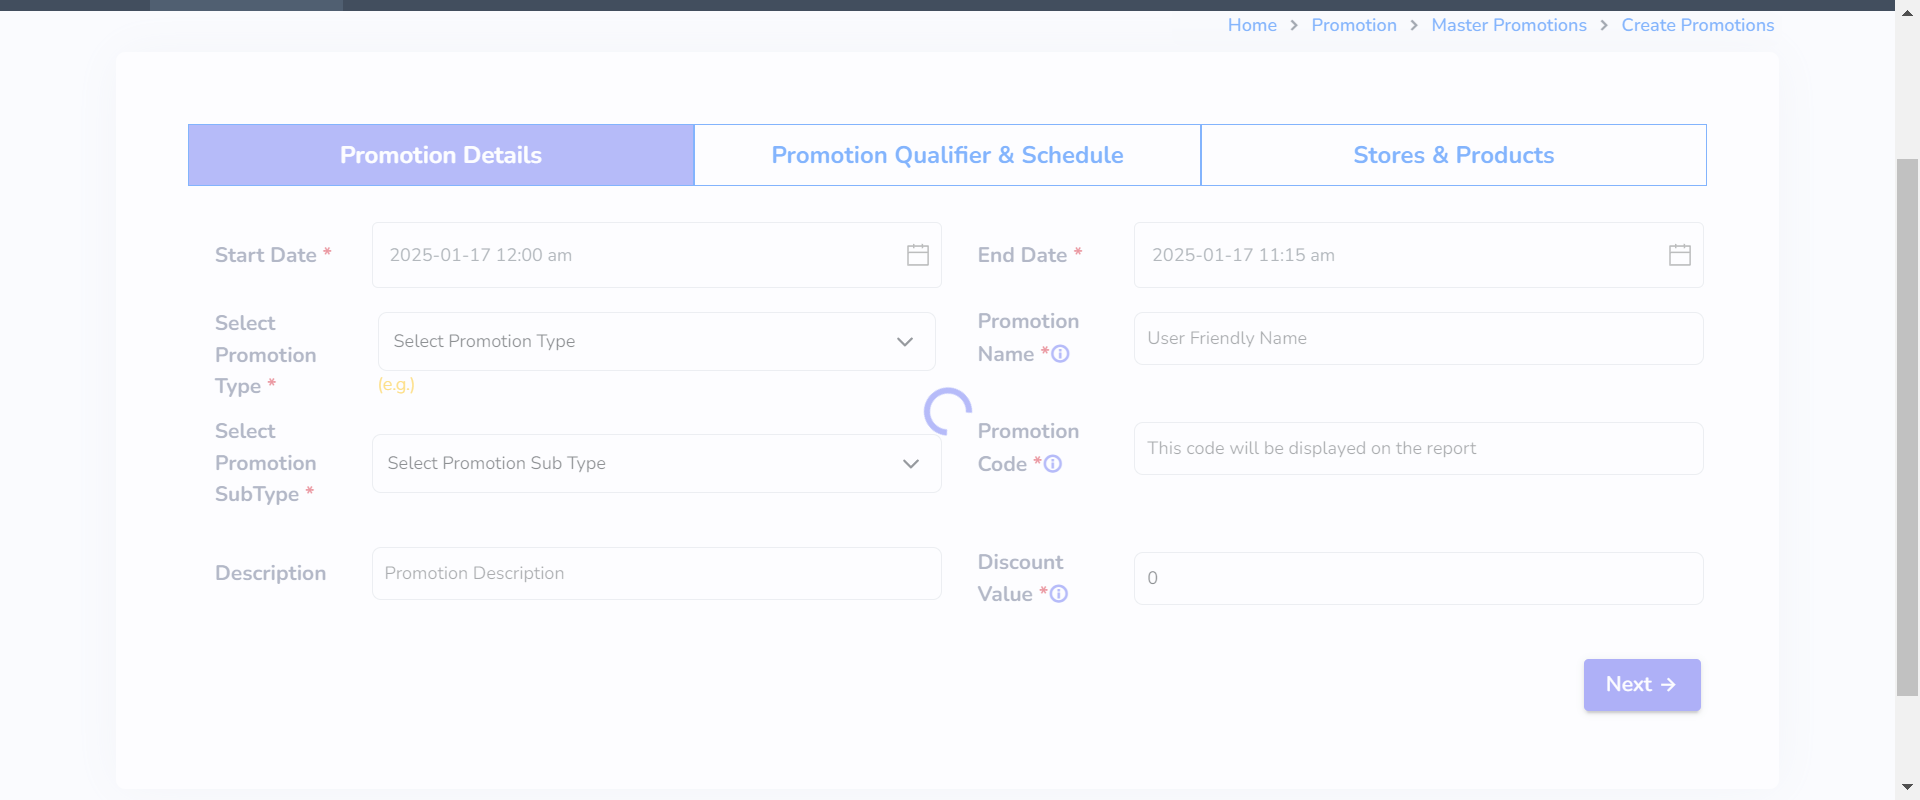 Home > Promotion > Master Promotions > Create Promotions
Promotion Details
Promotion Qualifier & Schedule
Stores & Products
Start Date *
2025-01-17 12:00 am
End Date *
2025-01-17 11:15 am
Select
Promotion
Type *
Select Promotion Type
(e.g.)
Promotion
Name *
User Friendly Name
Select
Promotion
SubType *
Select Promotion Sub Type
Promotion
Code *
This code will be displayed on the report
Description
Promotion Description
Discount
Value *
0
Next →